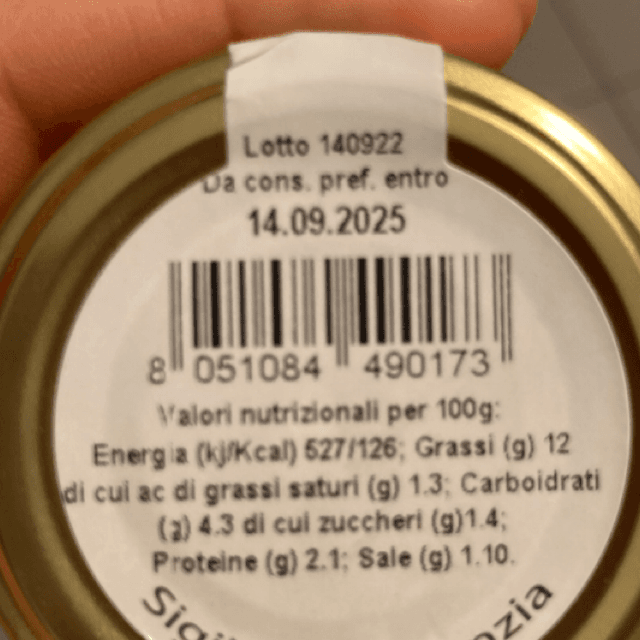 Lotto 140922
Da cons. pref. entro
14.09.2025
8 051084 490173
Valori nutrizionali per 100g:
Energia (kj/Kcal) 527/126; Grassi (g) 12
di cui ac di grassi saturi (g) 1.3; Carboidrati
(g) 4.3 di cui zuccheri (g)1.4;
Proteine (g) 2.1; Sale (g) 1.10.